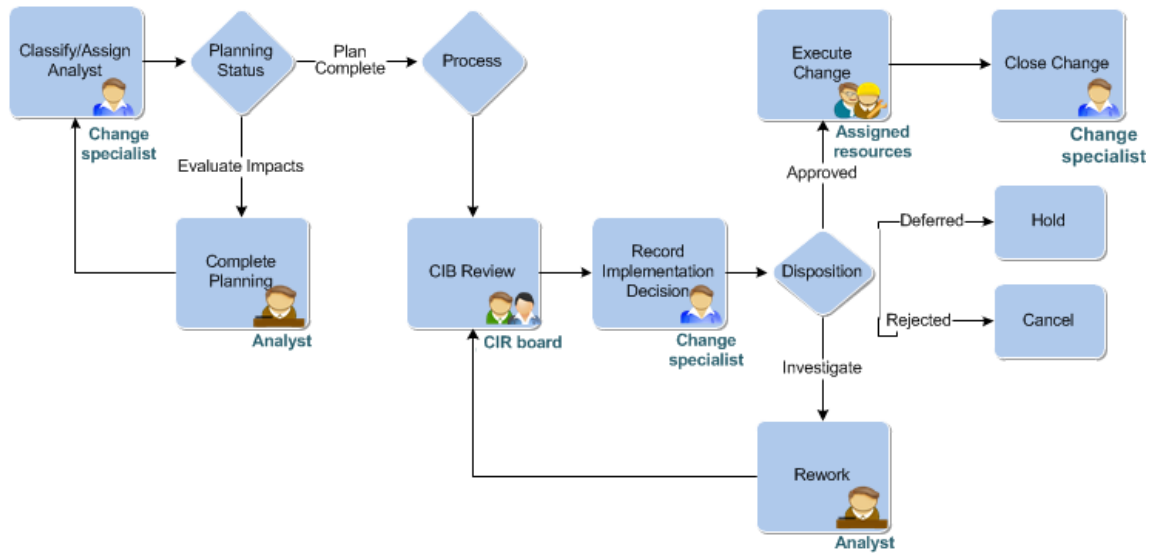 Classify/Assign
Analyst
Change
specialist
Planning
Status
Plan
Complete
Process
Evaluate Impacts
Complete
Planning
Analyst
CIB Review
CIR board
Record
Implementation
Decision
Change
specialist
Disposition
Approved
Execute
Change
Assigned
resources
Close Change
Change
specialist
Deferred
Hold
Rejected
Cancel
Investigate
Rework
Analyst